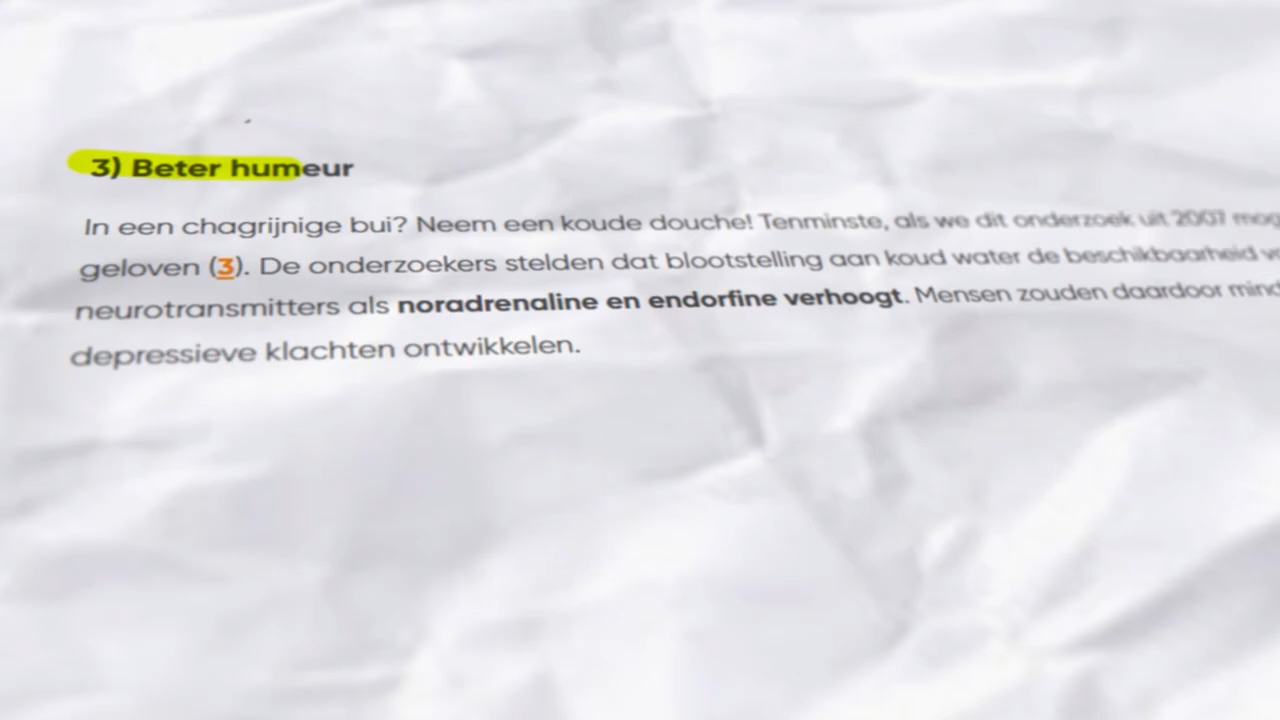 3) Beter humeur
In een chagrijnige bui? Neem een koude douche! Tenminste, als we dit onderzoek uit 2007
geloven (3). De onderzoekers stelden dat blootstelling aan koud water de beschikbaarheid
neurotransmitters als noradrenaline en endorfine verhoogt. Mensen zouden daardoor
depressieve klachten ontwikkelen.